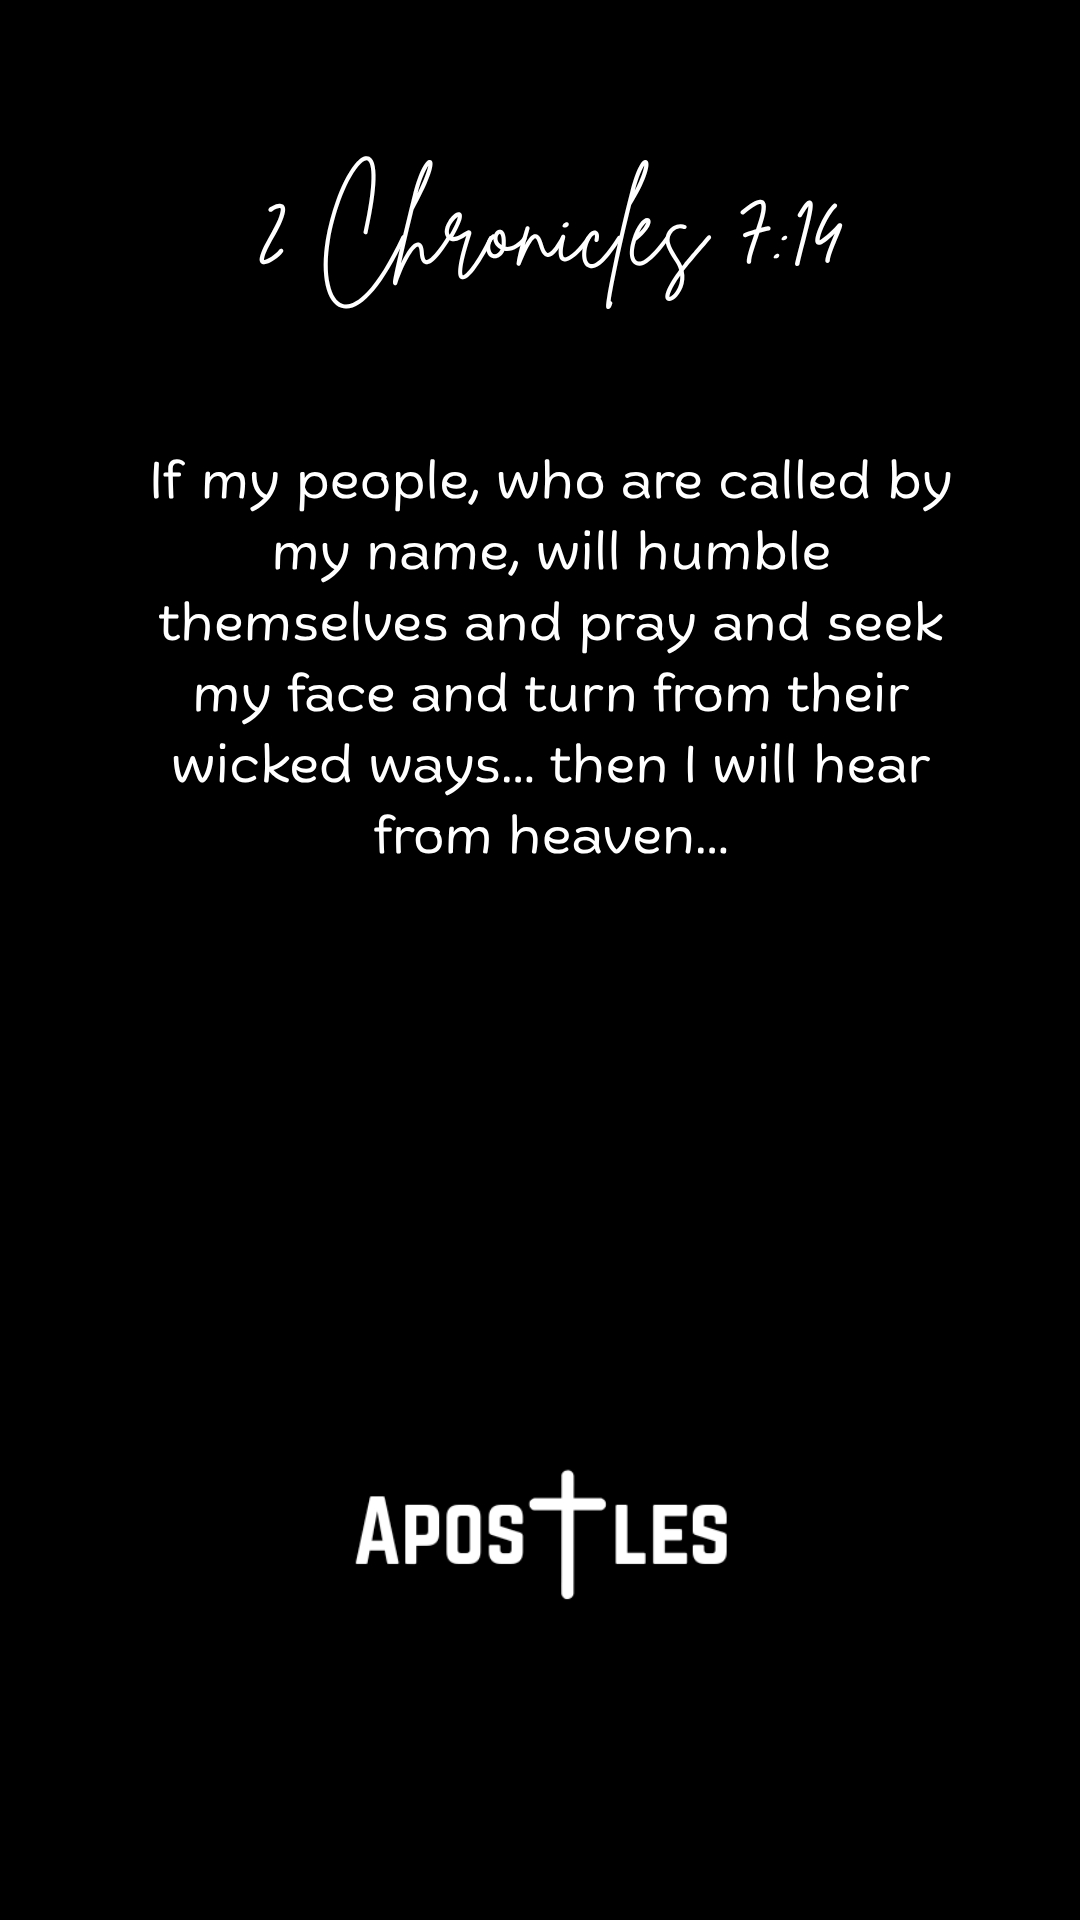 2 Chronicles 7:14
If my people, who are called by
my name, will humble
themselves and pray and seek
my face and turn from their
wicked ways... then I will hear
from heaven...
Apostles